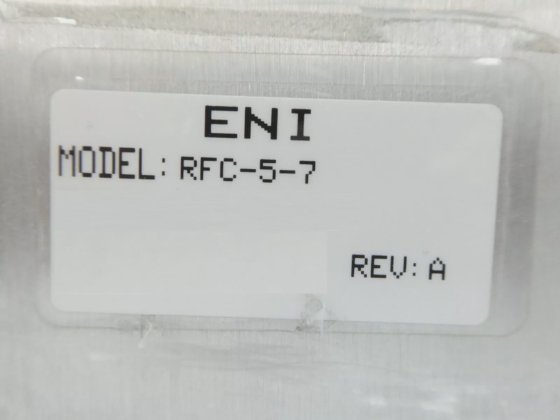 ENI
MODEL: RFC-5-7
REV: A